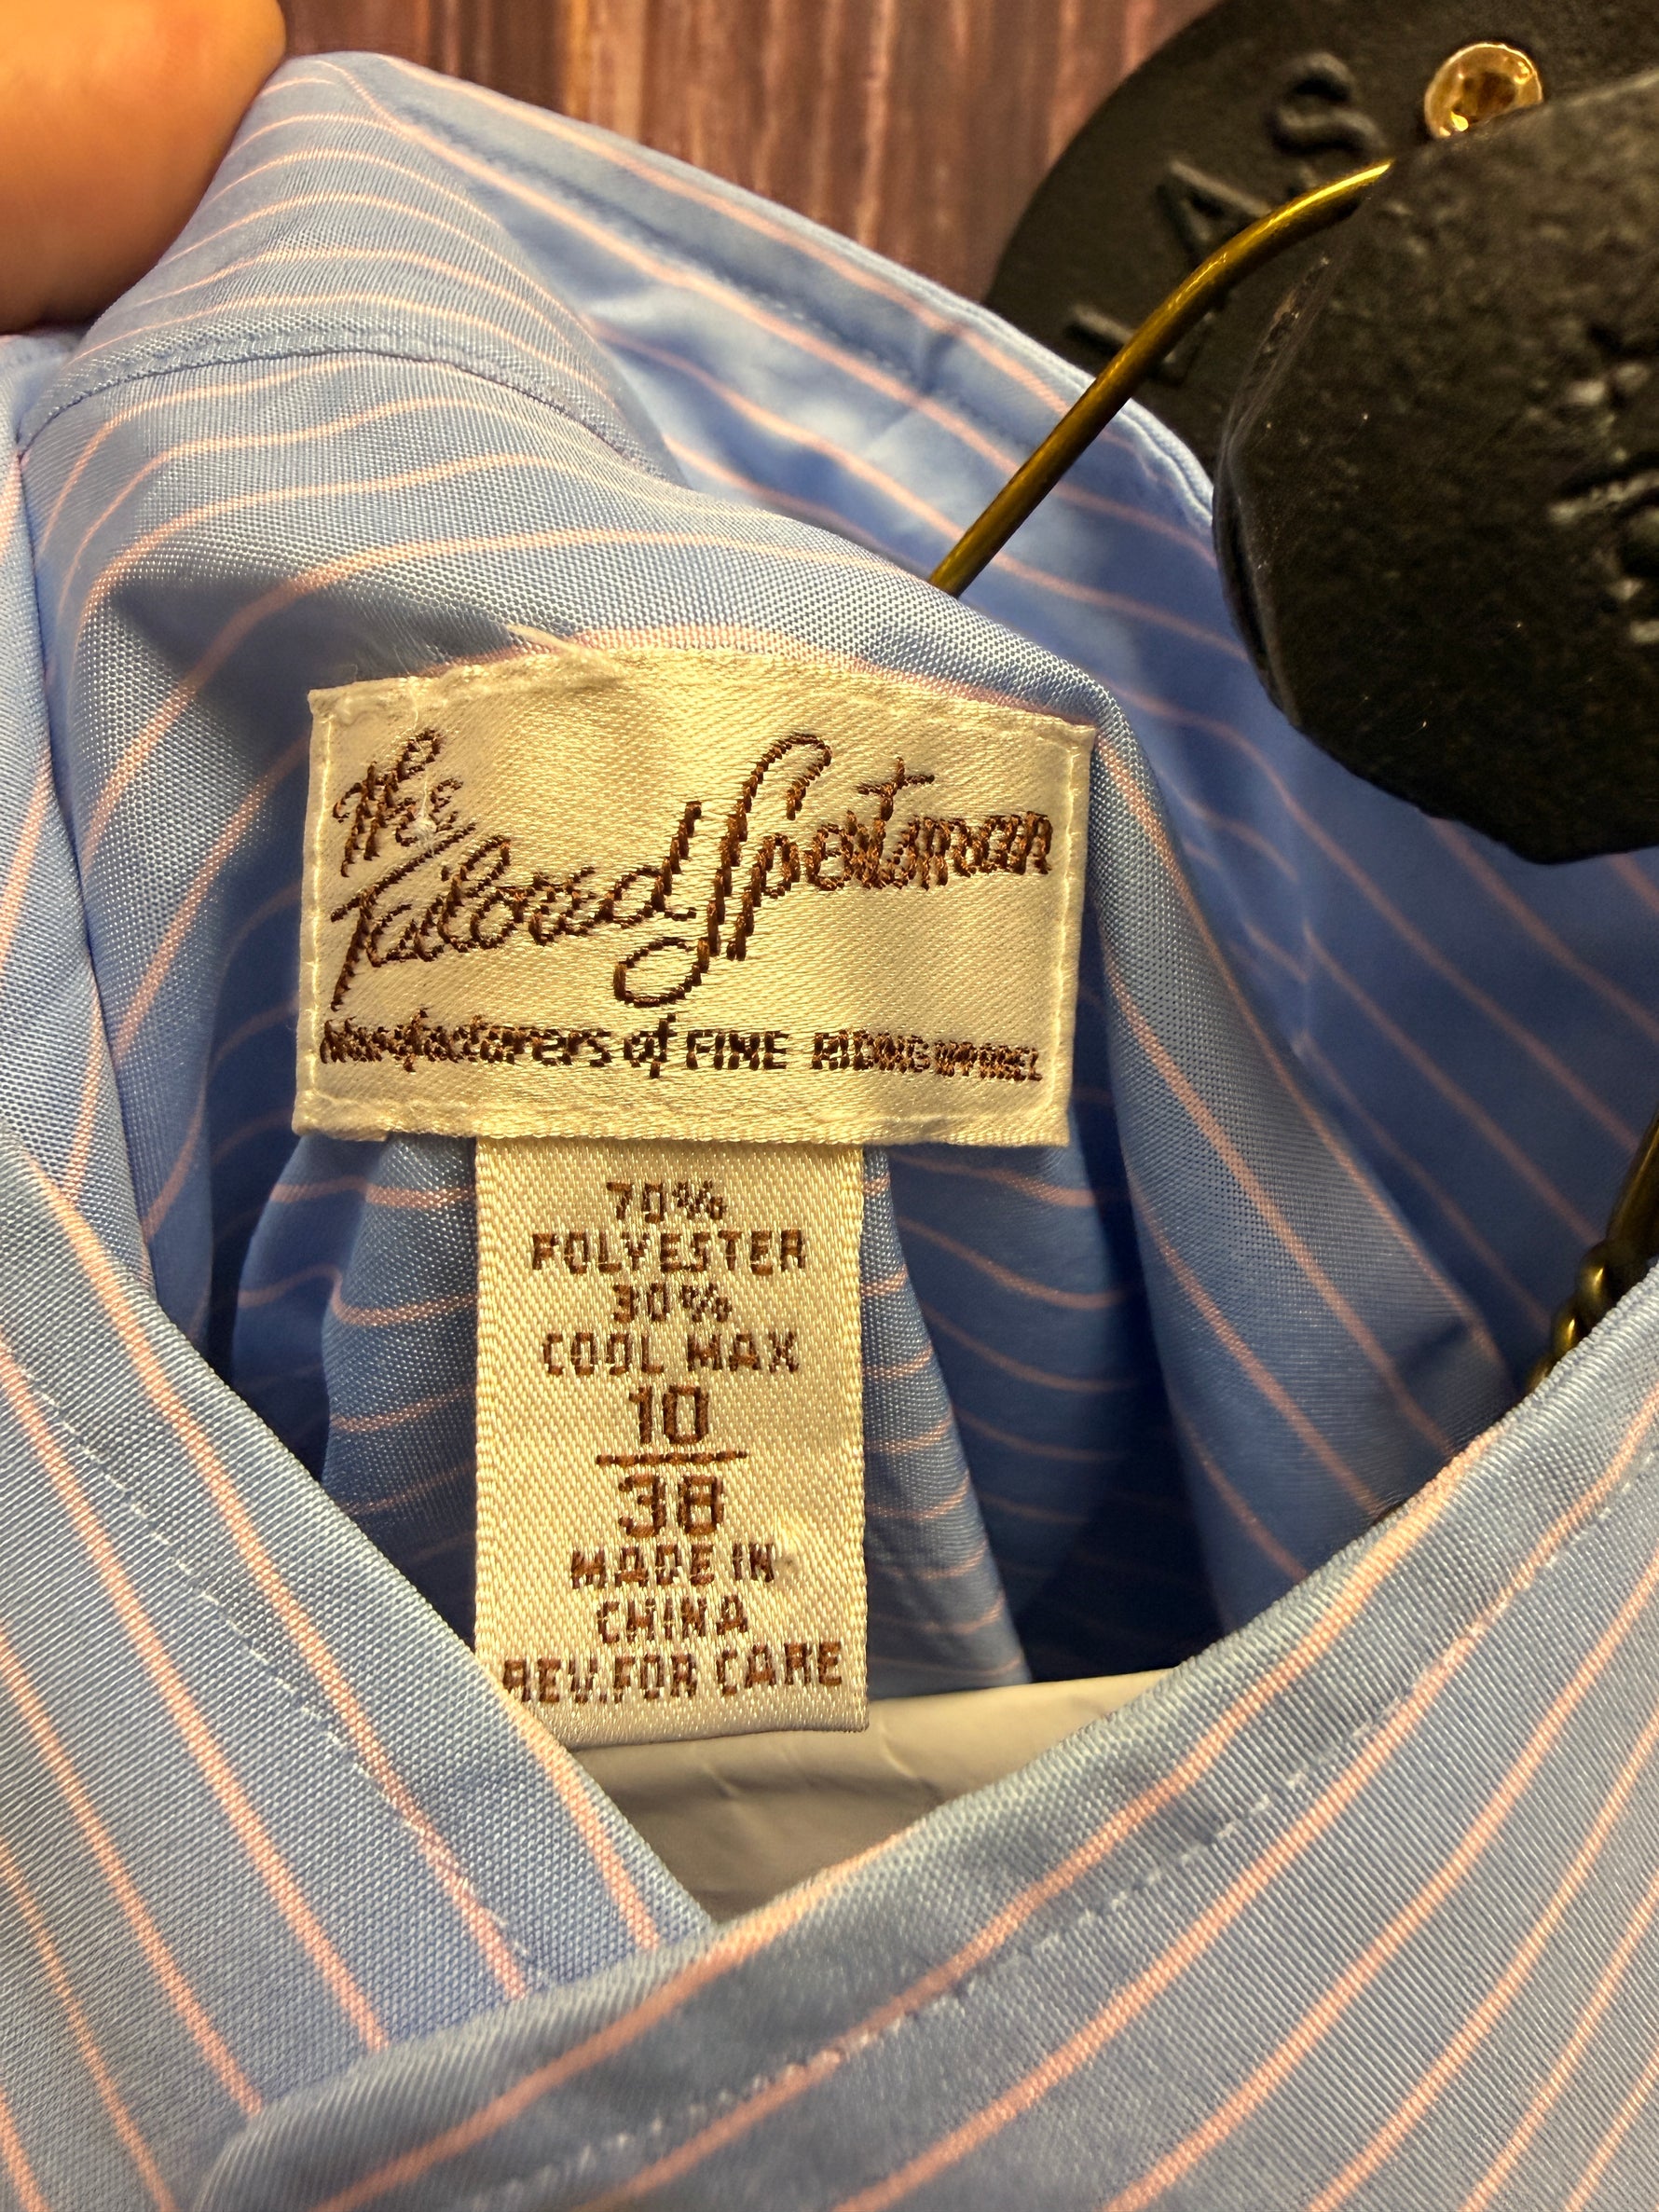 The
Tailored Sportsman
Manufacturers of FINE RIDING APPAREL
70%
POLYESTER
30%
COOL MAX
10
38
MADE IN
CHINA
REV. FOR CARE